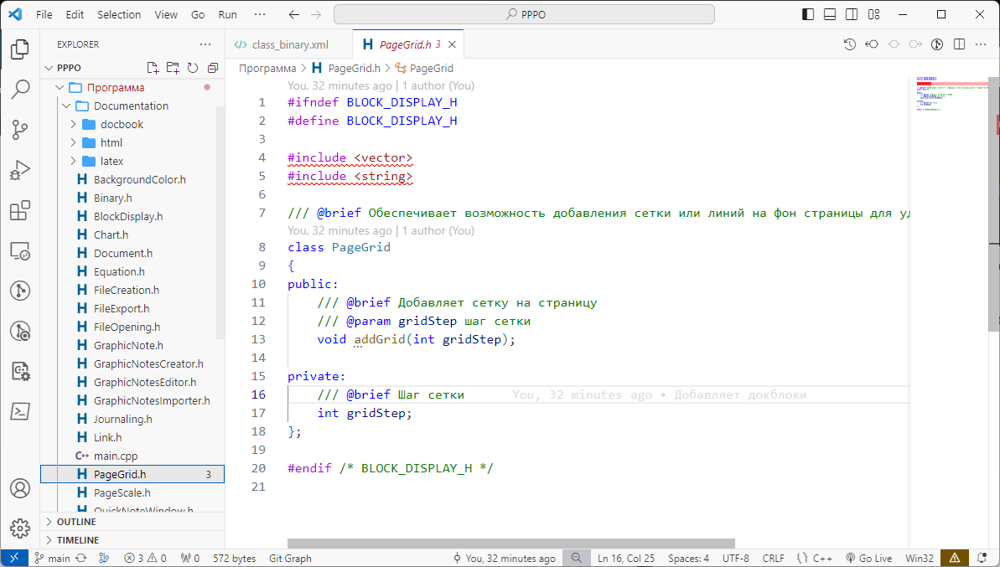 File Edit Selection View Go Run ··· PPPO
EXPLORER ···
PPPO
Программа
Documentation
docbook
html
latex
BackgroundColor.h
Binary.h
BlockDisplay.h
Chart.h
Document.h
Equation.h
FileCreation.h
FileExport.h
FileOpening.h
GraphicNote.h
GraphicNotesCreator.h
GraphicNotesEditor.h
GraphicNotesImporter.h
Journaling.h
Link.h
main.cpp
PageGrid.h 3
PageScale.h
QuickNoteWindow.h
OUTLINE
TIMELINE
class_binary.xml PageGrid.h 3
Программа > PageGrid.h > PageGrid
You, 32 minutes ago | 1 author (You)
1 #ifndef BLOCK_DISPLAY_H
2 #define BLOCK_DISPLAY_H
3
4 #include <vector>
5 #include <string>
6
7 /// @brief Обеспечивает возможность добавления сетки или линий на фон страницы для
You, 32 minutes ago | 1 author (You)
8 class PageGrid
9 {
10 public:
11 /// @brief Добавляет сетку на страницу
12 /// @param gridStep шаг сетки
13 void addGrid(int gridStep);
14
15 private:
16 /// @brief Шаг сетки You, 32 minutes ago • Добавляет докблоки
17 int gridStep;
18 };
19
20 #endif /* BLOCK_DISPLAY_H */
21
main 3 0 0 572 bytes Git Graph You, 32 minutes ago Ln 16, Col 25 Spaces: 4 UTF-8 CRLF {} C++ Go Live Win32